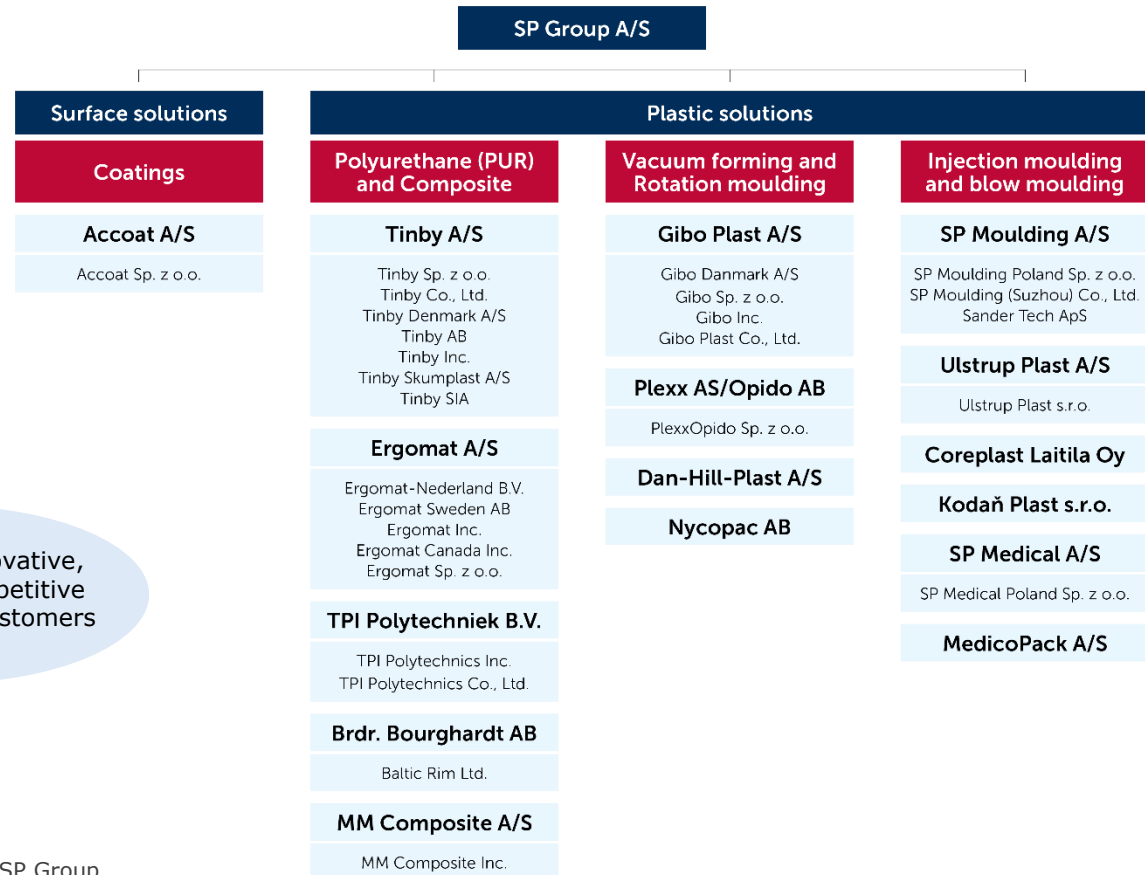 SP Group A/S
Surface solutions
Plastic solutions
Coatings
Accoat A/S
Accoat Sp. z o.o.
Polyurethane (PUR)
and Composite
Tinby A/S
Tinby Sp. z o.o.
Tinby Co., Ltd.
Tinby Denmark A/S
Tinby AB
Tinby Inc.
Tinby Skumplast A/S
Tinby SIA
Ergomat A/S
Ergomat-Nederland B.V.
Ergomat Sweden AB
Ergomat Inc.
Ergomat Canada Inc.
Ergomat Sp. z o.o.
TPI Polytechniek B.V.
TPI Polytechnics Inc.
TPI Polytechnics Co., Ltd.
Brdr. Bourghardt AB
Baltic Rim Ltd.
MM Composite A/S
MM Composite Inc.
Vacuum forming and
Rotation moulding
Gibo Plast A/S
Gibo Danmark A/S
Gibo Sp. z o.o.
Gibo Inc.
Gibo Plast Co., Ltd.
Plexx AS/Opido AB
PlexxOpido Sp. z o.o.
Dan-Hill-Plast A/S
Nycopac AB
Injection moulding
and blow moulding
SP Moulding A/S
SP Moulding Poland Sp. z o.o.
SP Moulding (Suzhou) Co., Ltd.
Sander Tech ApS
Ulstrup Plast A/S
Ulstrup Plast s.r.o.
Coreplast Laitila Oy
Kodaň Plast s.r.o.
SP Medical A/S
SP Medical Poland Sp. z o.o.
MedicoPack A/S
ovative,
petitive
stomers
SP Group